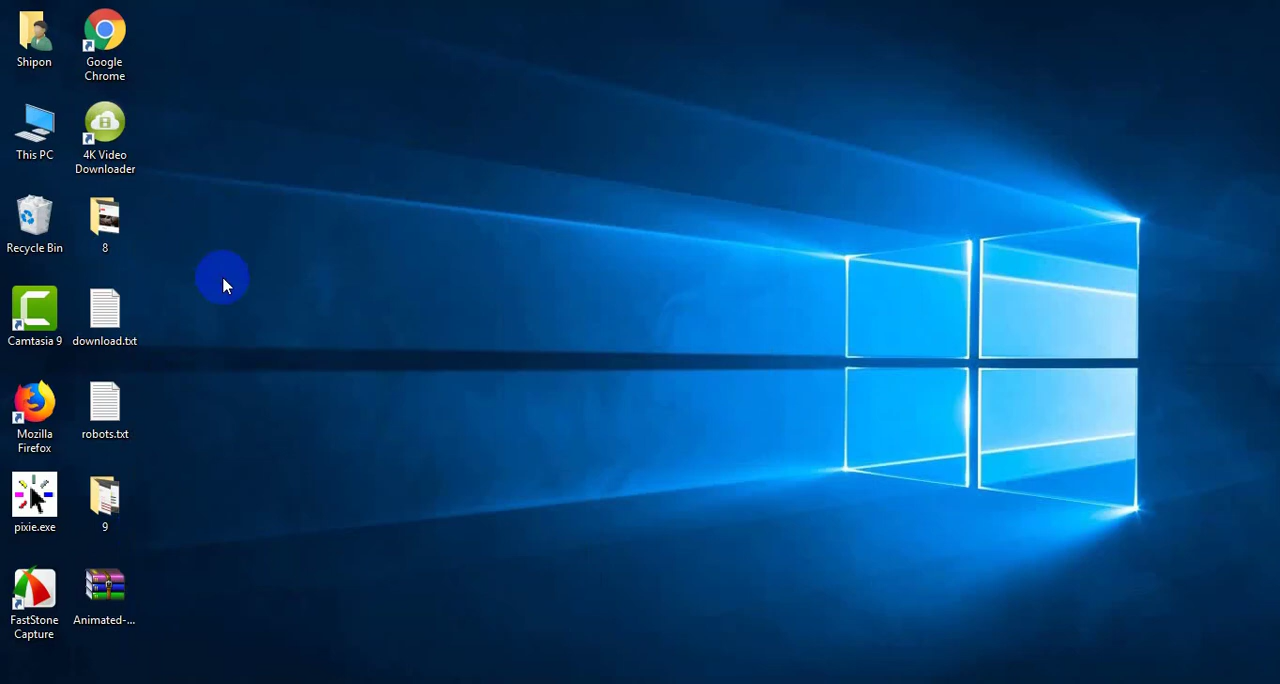 Shipon
Google
Chrome
This PC
4K Video
Downloader
Recycle Bin
8
Camtasia 9
download.txt
Mozilla
Firefox
robots.txt
pixie.exe
9
FastStone
Capture
Animated-...